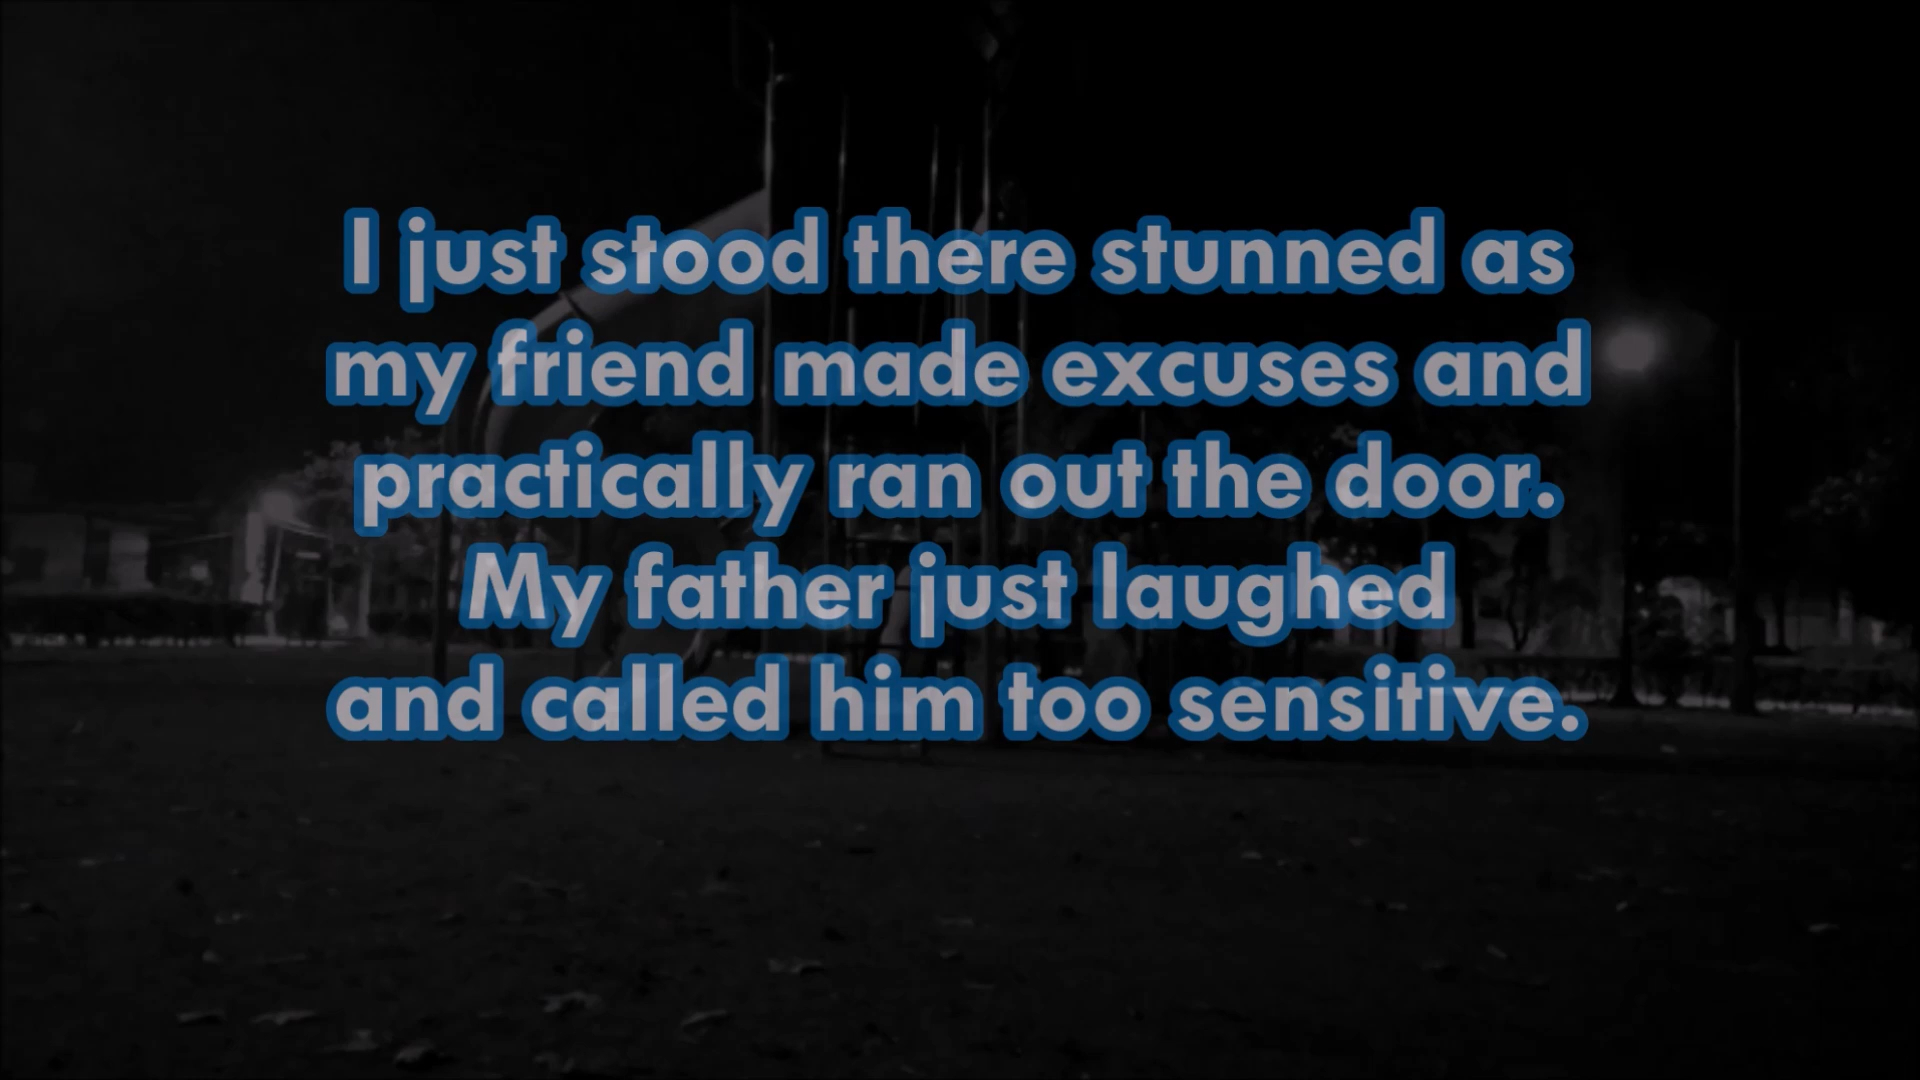 I just stood there stunned as
my friend made excuses and
practically ran out the door.
My father just laughed
and called him too sensitive.